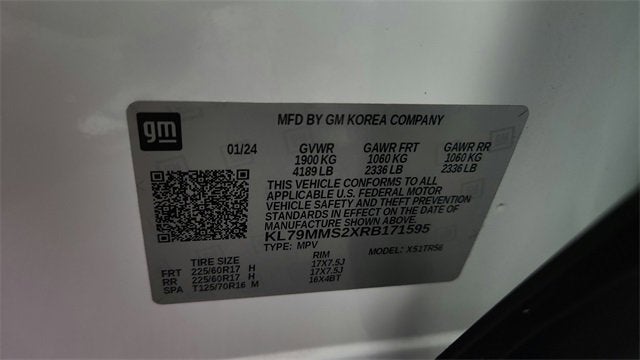 gm
MFD BY GM KOREA COMPANY
01/24 GVWR GAWR FRT GAWR RR
1900 KG 1060 KG 1060 KG
4189 LB 2336 LB 2336 LB
THIS VEHICLE CONFORMS TO ALL
APPLICABLE U.S. FEDERAL MOTOR
VEHICLE SAFETY AND THEFT PREVENTION
STANDARDS IN EFFECT ON THE DATE OF
MANUFACTURE SHOWN ABOVE.
KL79MMS2XRB171595
TYPE: MPV MODEL: X51TR56
TIRE SIZE RIM
FRT 225/60R17 H 17X7.5J
RR 225/60R17 H 17X7.5J
SPA T125/70R16 M 16X4BT